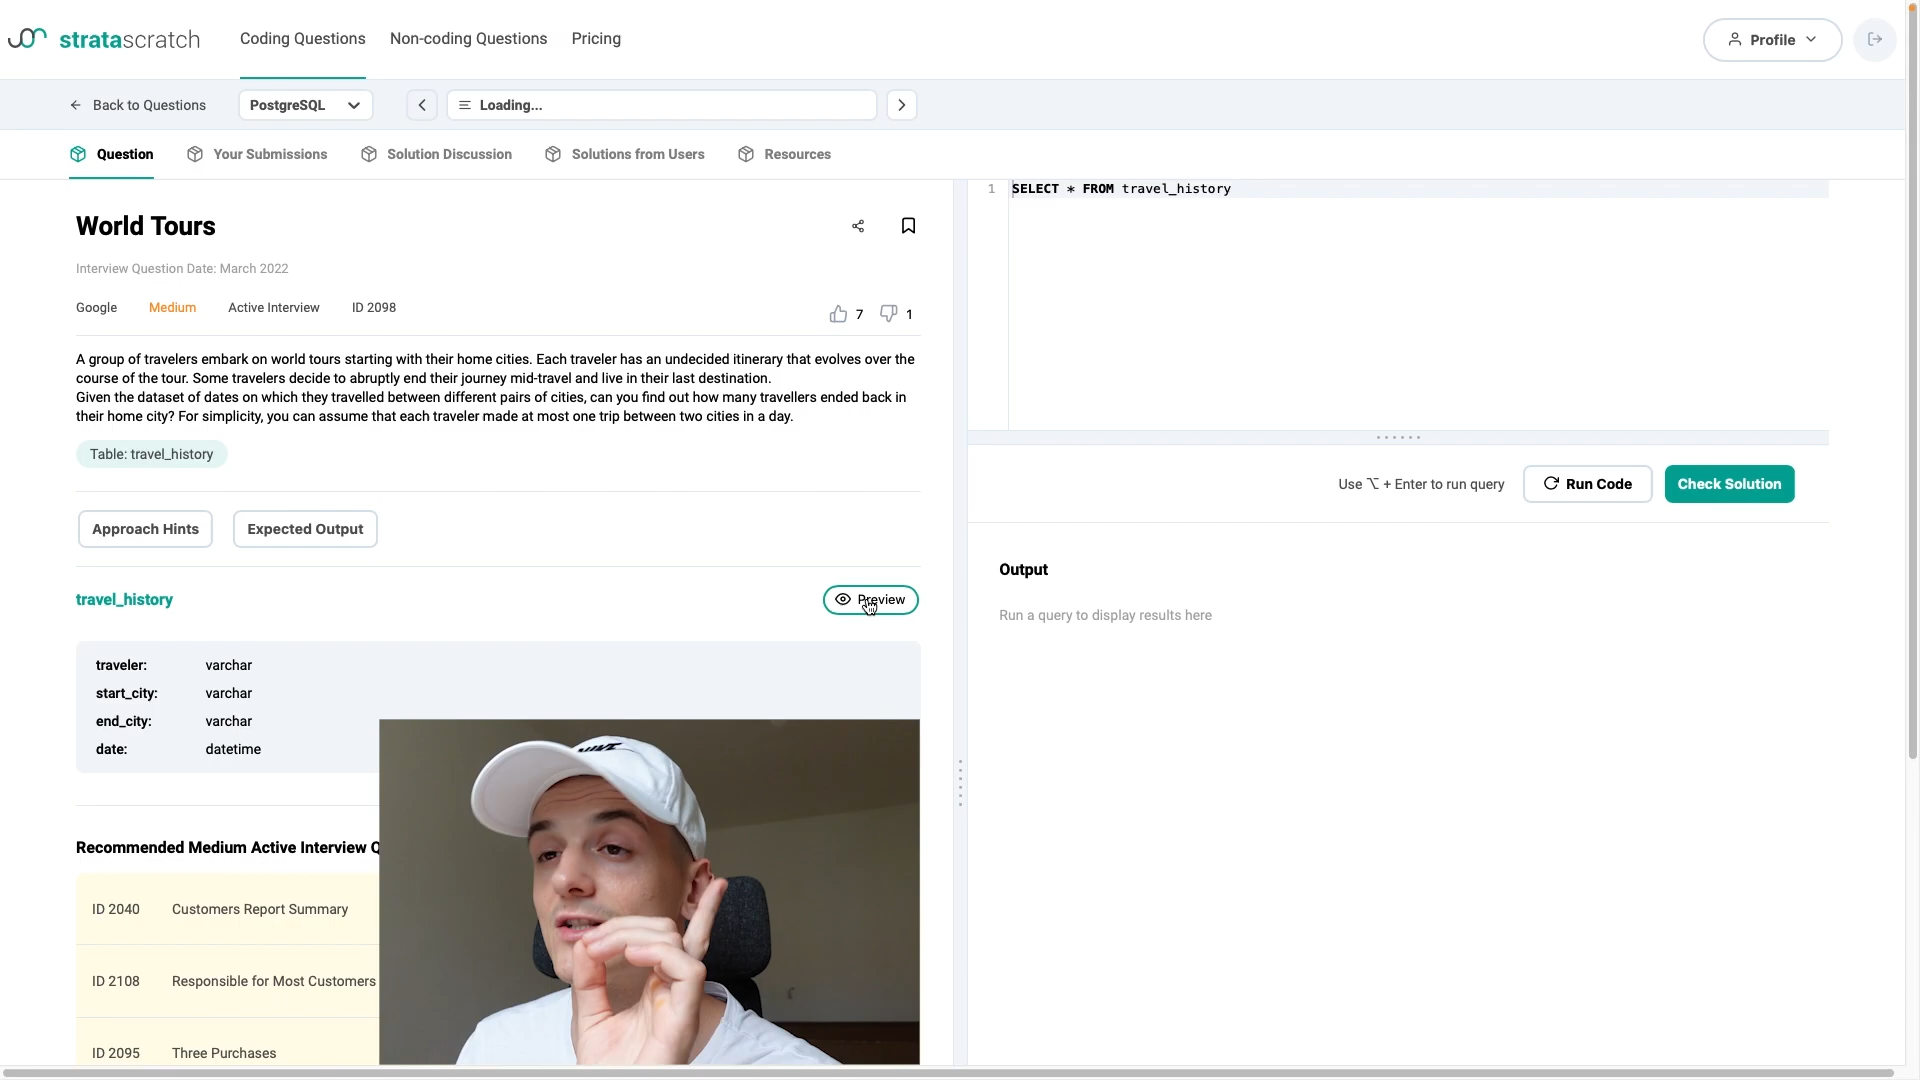 stratascratch
Coding Questions
Non-coding Questions
Pricing
Profile
Back to Questions
PostgreSQL
Loading...
Question
Your Submissions
Solution Discussion
Solutions from Users
Resources
World Tours
Interview Question Date: March 2022
Google
Medium
Active Interview
ID 2098
7
1
A group of travelers embark on world tours starting with their home cities. Each traveler has an undecided itinerary that evolves over the
course of the tour. Some travelers decide to abruptly end their journey mid-travel and live in their last destination.
Given the dataset of dates on which they travelled between different pairs of cities, can you find out how many travellers ended back in
their home city? For simplicity, you can assume that each traveler made at most one trip between two cities in a day.
Table: travel_history
Approach Hints
Expected Output
travel_history
Preview
traveler: varchar
start_city: varchar
end_city: varchar
date: datetime
Recommended Medium Active Interview Q
ID 2040 Customers Report Summary
ID 2108 Responsible for Most Customers
ID 2095 Three Purchases
1 SELECT * FROM travel_history
Use ⌥ + Enter to run query
Run Code
Check Solution
Output
Run a query to display results here